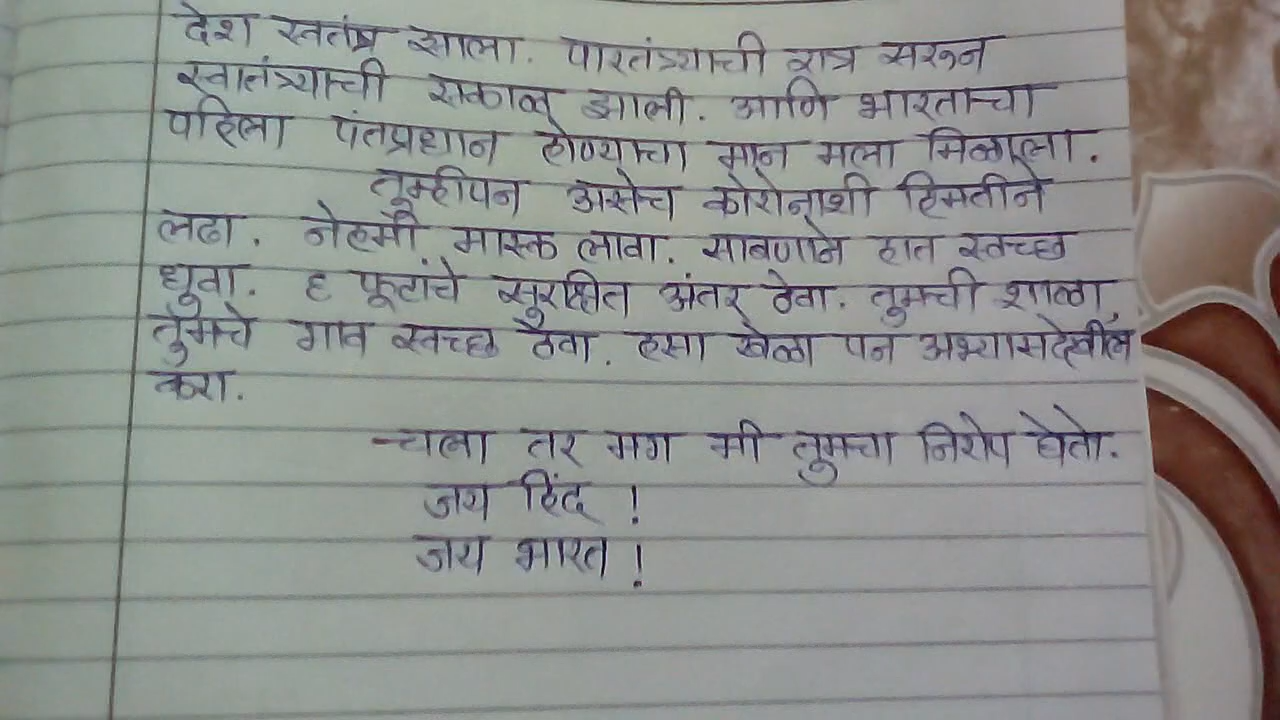 देश स्वतंत्र झाला. पारतंत्र्याची रात्र सरून
स्वातंत्र्याची सकाळ झाली. आणि भारताचा
पहिला पंतप्रधान होण्याचा मान मला मिळाला.
तूम्हीपन असेच कोरोनाशी हिमतीने
लढा. नेहमी मास्क लावा. साबणाने हात स्वच्छ
धुवा. ६ फूटांचे सुरक्षित अंतर ठेवा. तुमची शाळा,
तुमचे गाव स्वच्छ ठेवा. हसा खेळा पन अभ्यासदेखील
करा.
चला तर मग मी तुमचा निरोप घेतो.
जय हिंद !
जय भारत !